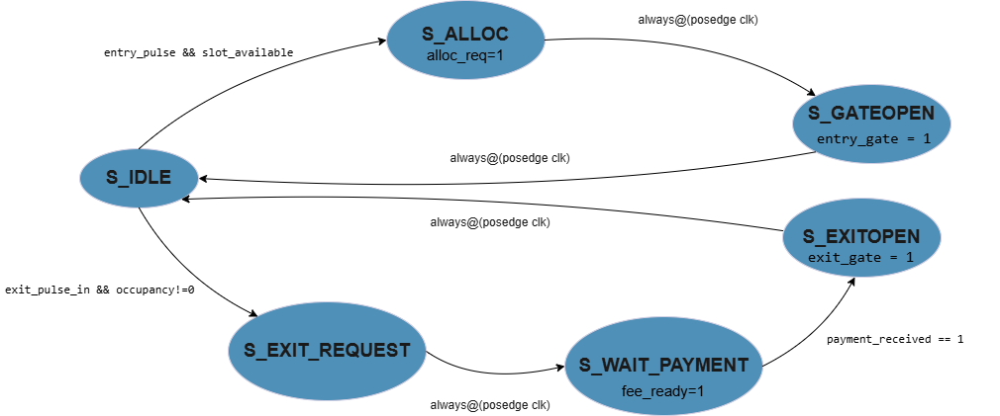 always@(posedge clk)
S_ALLOC
alloc_req=1
entry_pulse && slot_available
S_GATEOPEN
entry_gate = 1
always@(posedge clk)
S_IDLE
always@(posedge clk)
S_EXITOPEN
exit_gate = 1
exit_pulse_in && occupancy!=0
payment_received == 1
S_EXIT_REQUEST
S_WAIT_PAYMENT
fee_ready=1
always@(posedge clk)